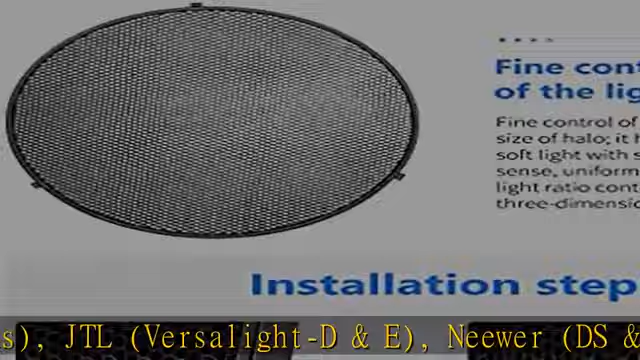 Fine cont
of the lig
Fine control of
size of halo; it h
soft light with s
sense, uniform
light ratio cont
three-dimensio
Installation step
s), JTL (Versalight-D & E), Neewer (DS &